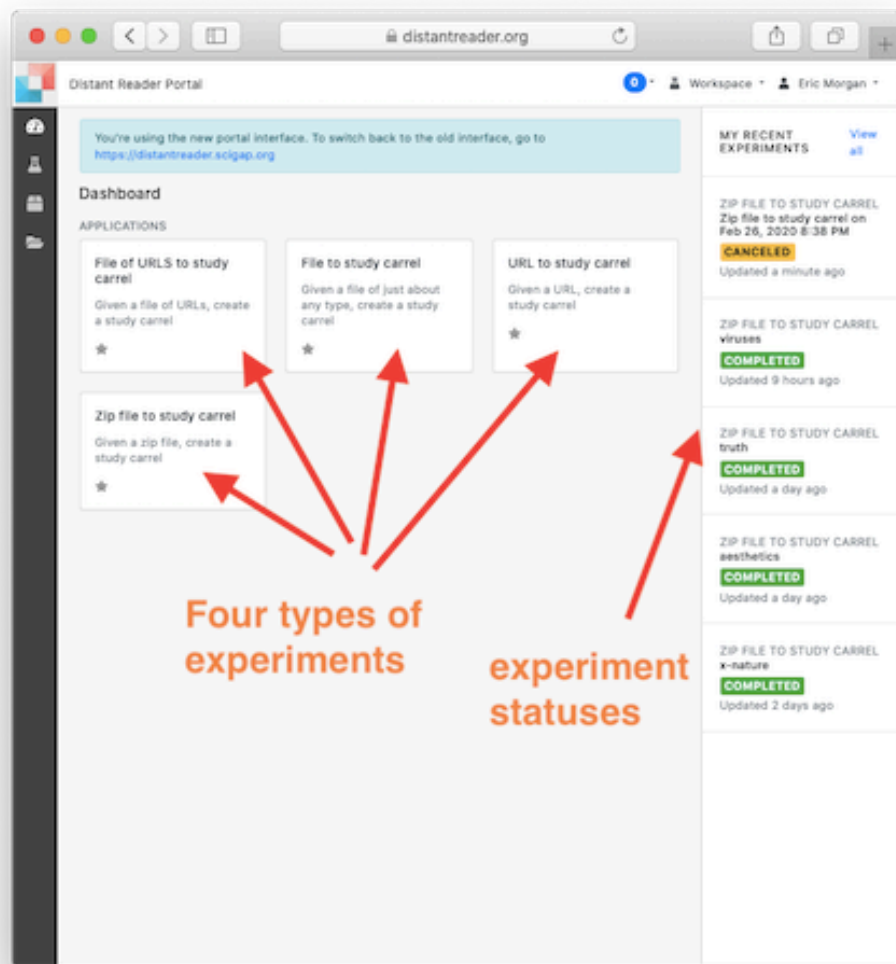 distantreader.org
Distant Reader Portal
0
Workspace
Eric Morgan
You're using the new portal interface. To switch back to the old interface, go to
https://distantreader.scigap.org
Dashboard
APPLICATIONS
File of URLS to study
carrel
Given a file of URLs, create
a study carrel
File to study carrel
Given a file of just about
any type, create a study
carrel
URL to study carrel
Given a URL, create a
study carrel
Zip file to study carrel
Given a zip file, create a
study carrel
Four types of
experiments
experiment
statuses
MY RECENT
EXPERIMENTS
View
all
ZIP FILE TO STUDY CARREL
Zip file to study carrel on
Feb 26, 2020 8:38 PM
CANCELED
Updated a minute ago
ZIP FILE TO STUDY CARREL
viruses
COMPLETED
Updated 9 hours ago
ZIP FILE TO STUDY CARREL
truth
COMPLETED
Updated a day ago
ZIP FILE TO STUDY CARREL
aesthetics
COMPLETED
Updated a day ago
ZIP FILE TO STUDY CARREL
x-nature
COMPLETED
Updated 2 days ago